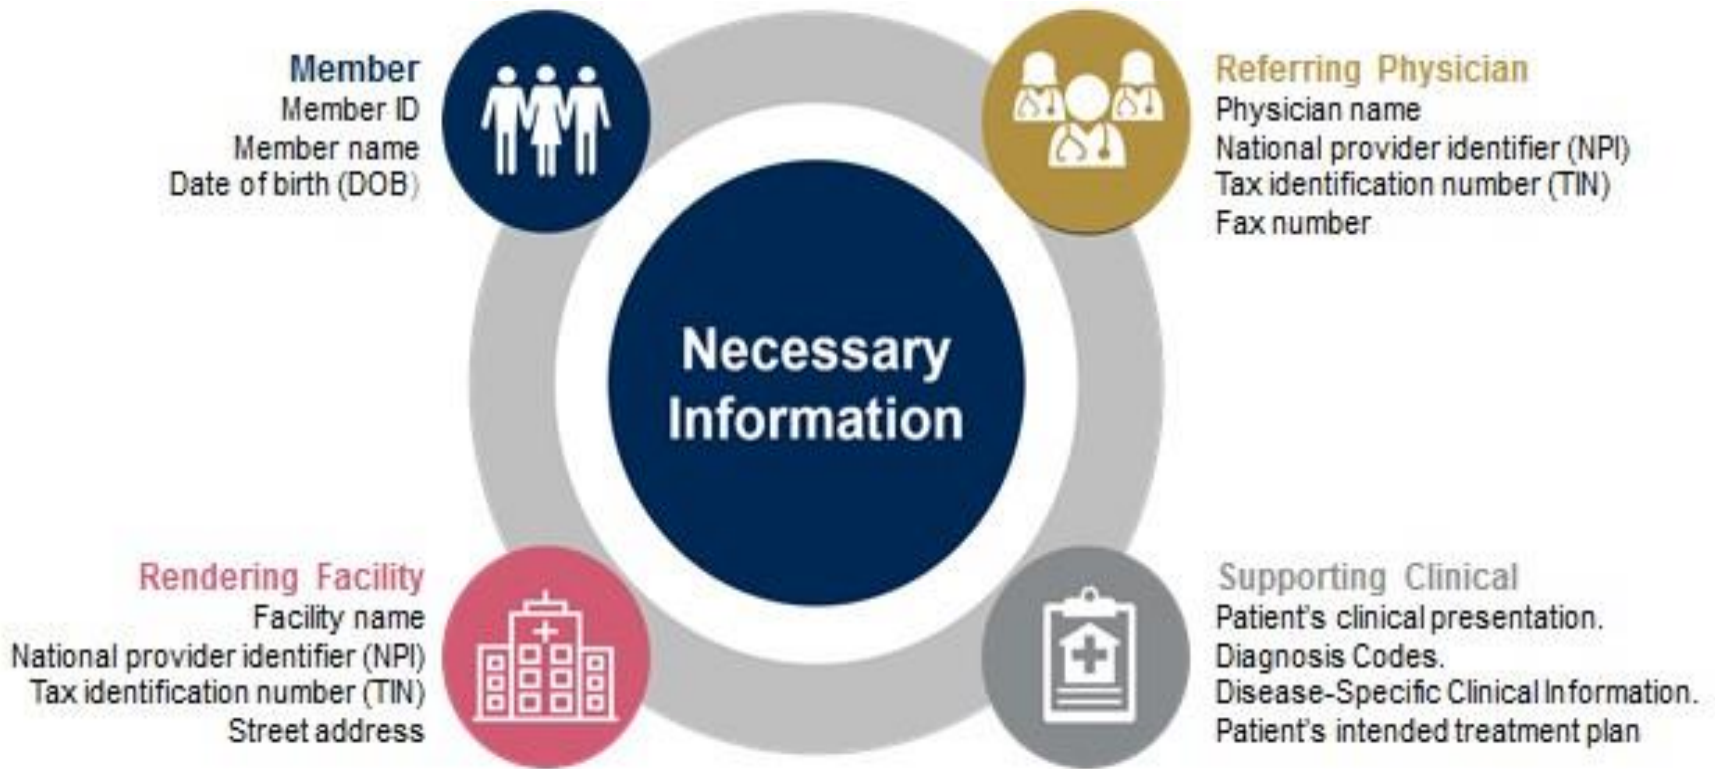 Member
Member ID
Member name
Date of birth (DOB)
Referring Physician
Physician name
National provider identifier (NPI)
Tax identification number (TIN)
Fax number
Necessary
Information
Rendering Facility
Facility name
National provider identifier (NPI)
Tax identification number (TIN)
Street address
Supporting Clinical
Patient's clinical presentation.
Diagnosis Codes.
Disease-Specific Clinical Information.
Patient's intended treatment plan